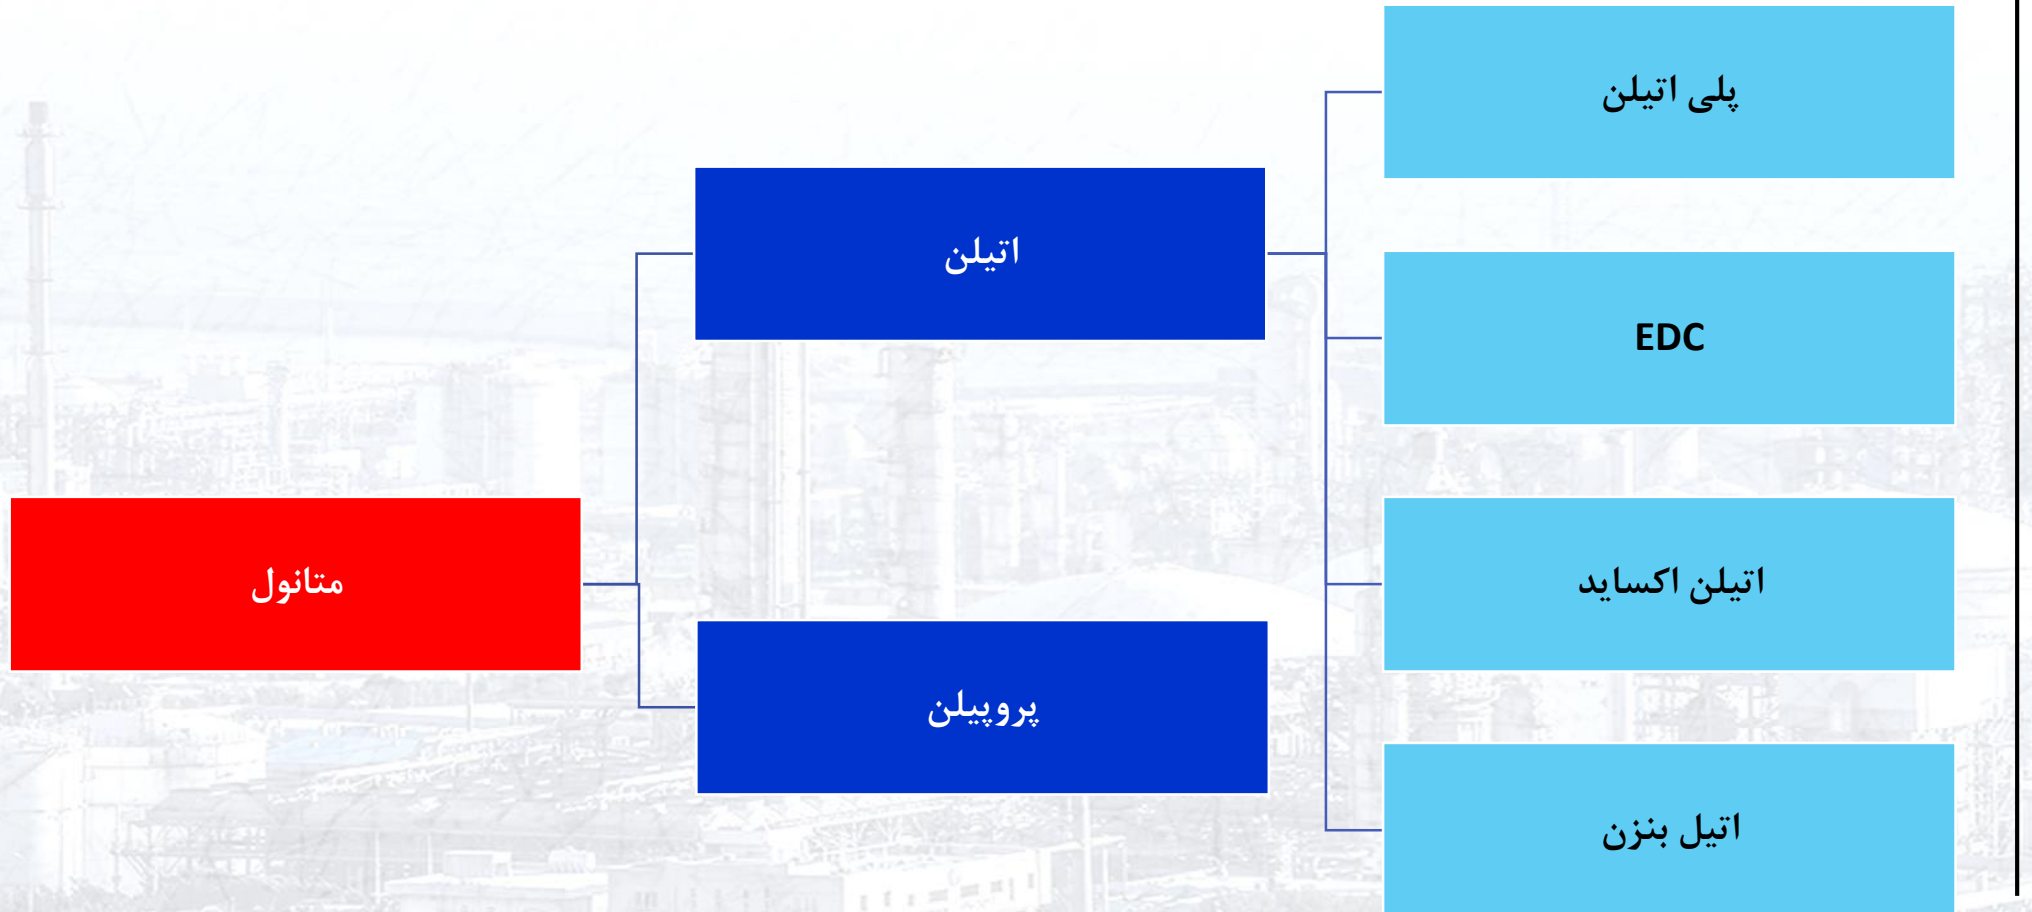 متانول
اتیلن
پروپیلن
پلی اتیلن
EDC
اتیلن اکساید
اتیل بنزن